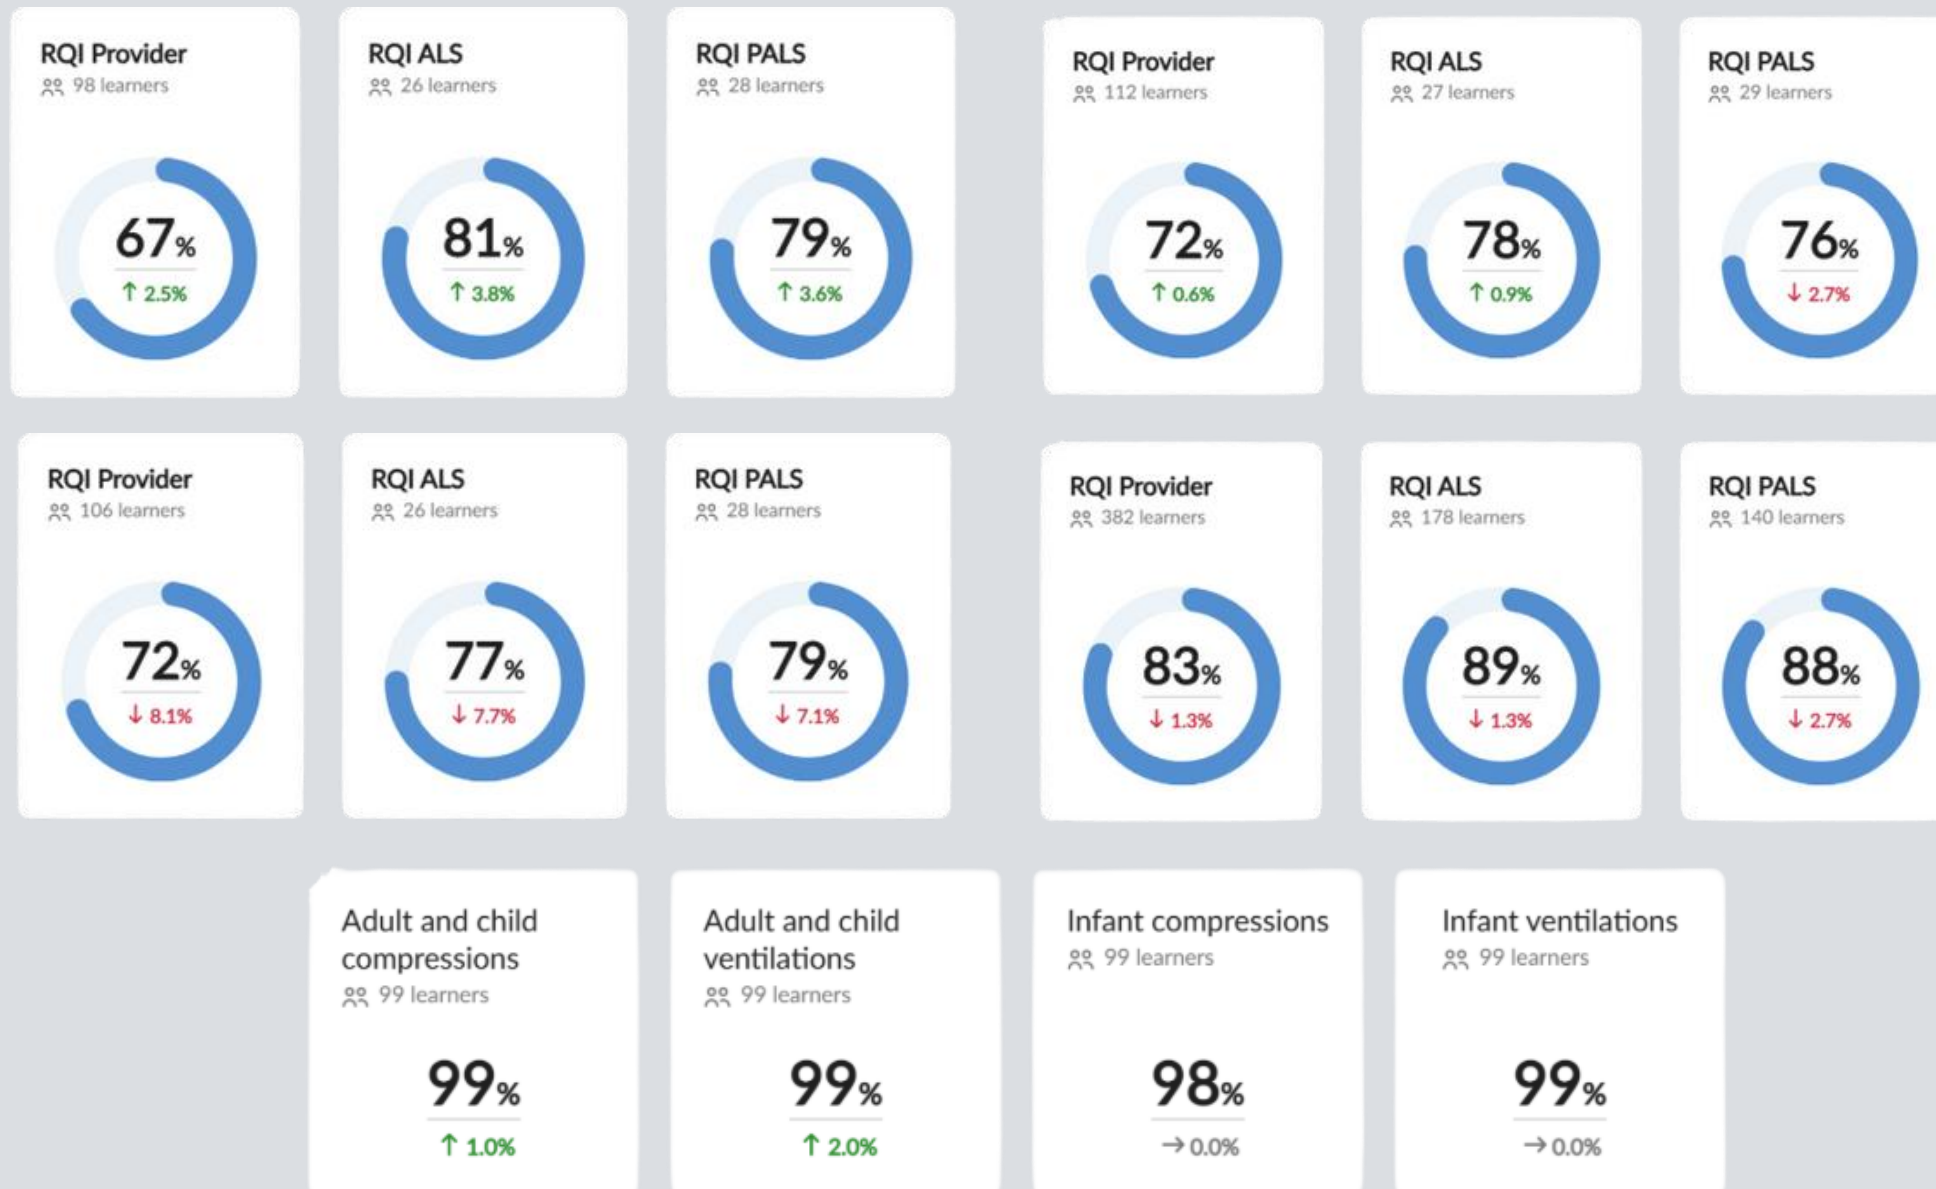 RQI Provider
98 learners
67%
↑ 2.5%
RQI ALS
26 learners
81%
↑ 3.8%
RQI PALS
28 learners
79%
↑ 3.6%
RQI Provider
112 learners
72%
↑ 0.6%
RQI ALS
27 learners
78%
↑ 0.9%
RQI PALS
29 learners
76%
↓ 2.7%
RQI Provider
106 learners
72%
↓ 8.1%
RQI ALS
26 learners
77%
↓ 7.7%
RQI PALS
28 learners
79%
↓ 7.1%
RQI Provider
382 learners
83%
↓ 1.3%
RQI ALS
178 learners
89%
↓ 1.3%
RQI PALS
140 learners
88%
↓ 2.7%
Adult and child
compressions
99 learners
99%
↑ 1.0%
Adult and child
ventilations
99 learners
99%
↑ 2.0%
Infant compressions
99 learners
98%
→ 0.0%
Infant ventilations
99 learners
99%
→ 0.0%